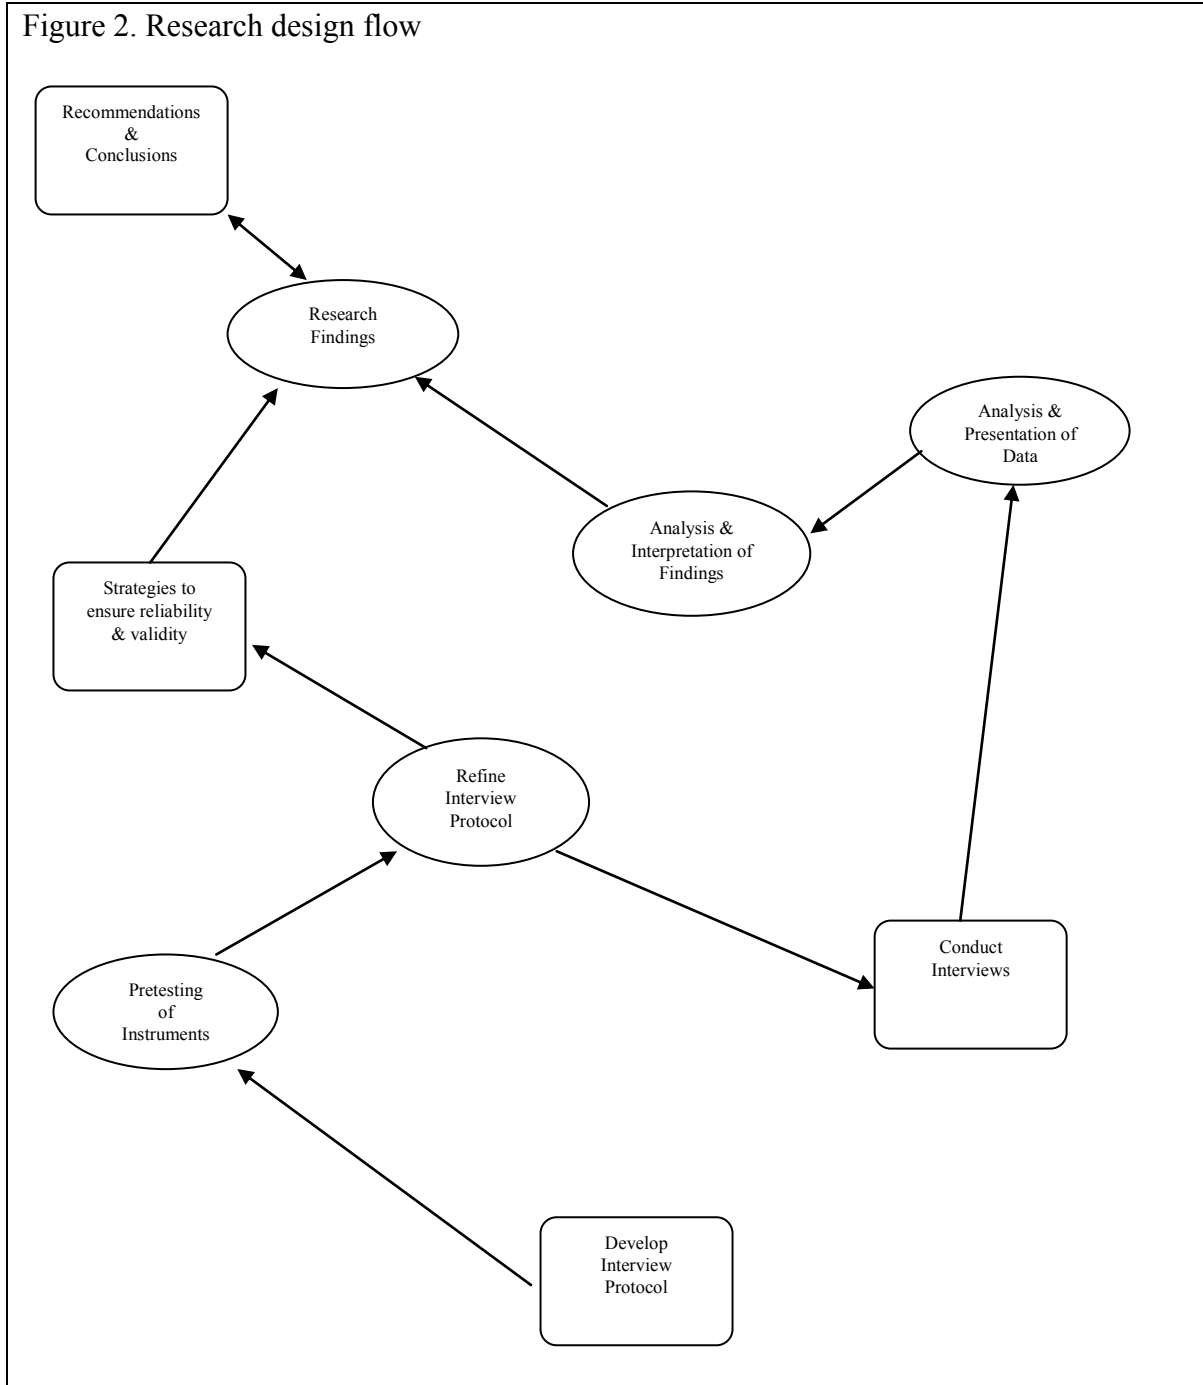 Figure 2. Research design flow
Recommendations
&
Conclusions
Research
Findings
Analysis &
Presentation of
Data
Analysis &
Interpretation of
Findings
Strategies to
ensure reliability
& validity
Refine
Interview
Protocol
Conduct
Interviews
Pretesting
of
Instruments
Develop
Interview
Protocol